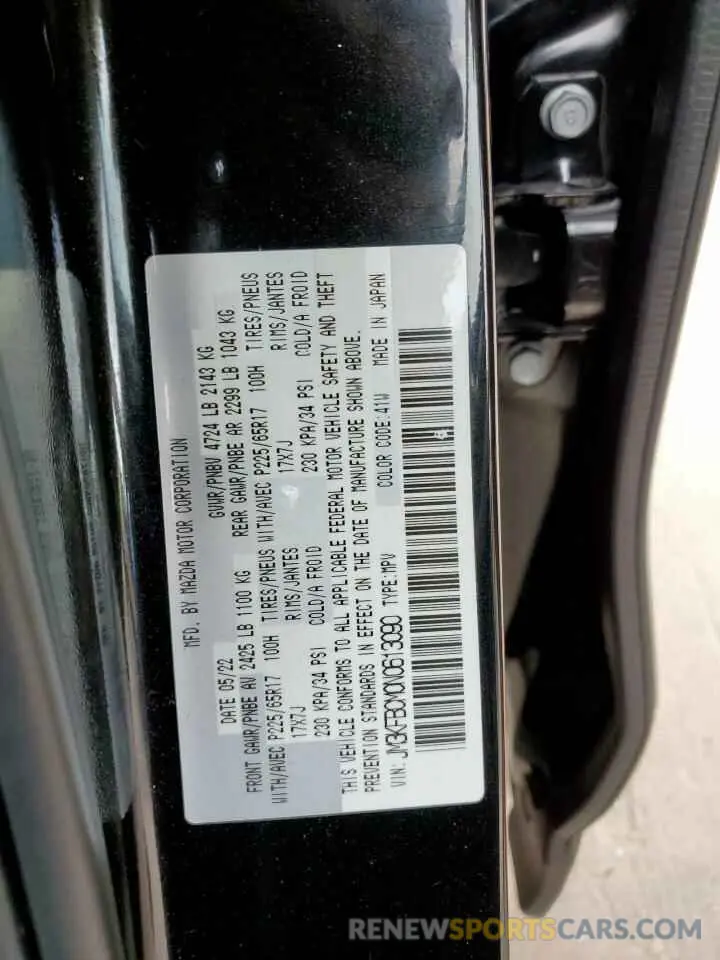 MFD. BY MAZDA MOTOR CORPORATION
DATE 05/22 GVWR/PNBV 4724 LB 2143 KG
FRONT GAWR/PNBE AV 2425 LB 1100 KG REAR GAWR/PNBE AR 2299 LB 1043 KG
WITH/AVEC P225/65R17 100H TIRES/PNEUS WITH/AVEC P225/65R17 100H TIRES/PNEUS
17X7J RIMS/JANTES 17X7J RIMS/JANTES
230 KPA/34 PSI COLD/A FROID 230 KPA/34 PSI COLD/A FROID
THIS VEHICLE CONFORMS TO ALL APPLICABLE FEDERAL MOTOR VEHICLE SAFETY AND THEFT
PREVENTION STANDARDS IN EFFECT ON THE DATE OF MANUFACTURE SHOWN ABOVE.
VIN: JM3KFBCM0N0613090 TYPE:MPV COLOR CODE:41W MADE IN JAPAN
RENEWSPORTSCARS.COM